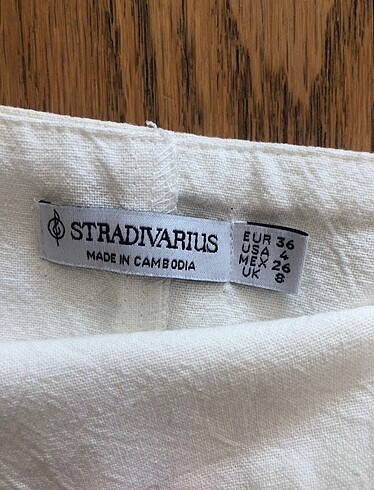 STRADIVARIUS
MADE IN CAMBODIA
EUR 36
USA 4
MEX 26
UK 8